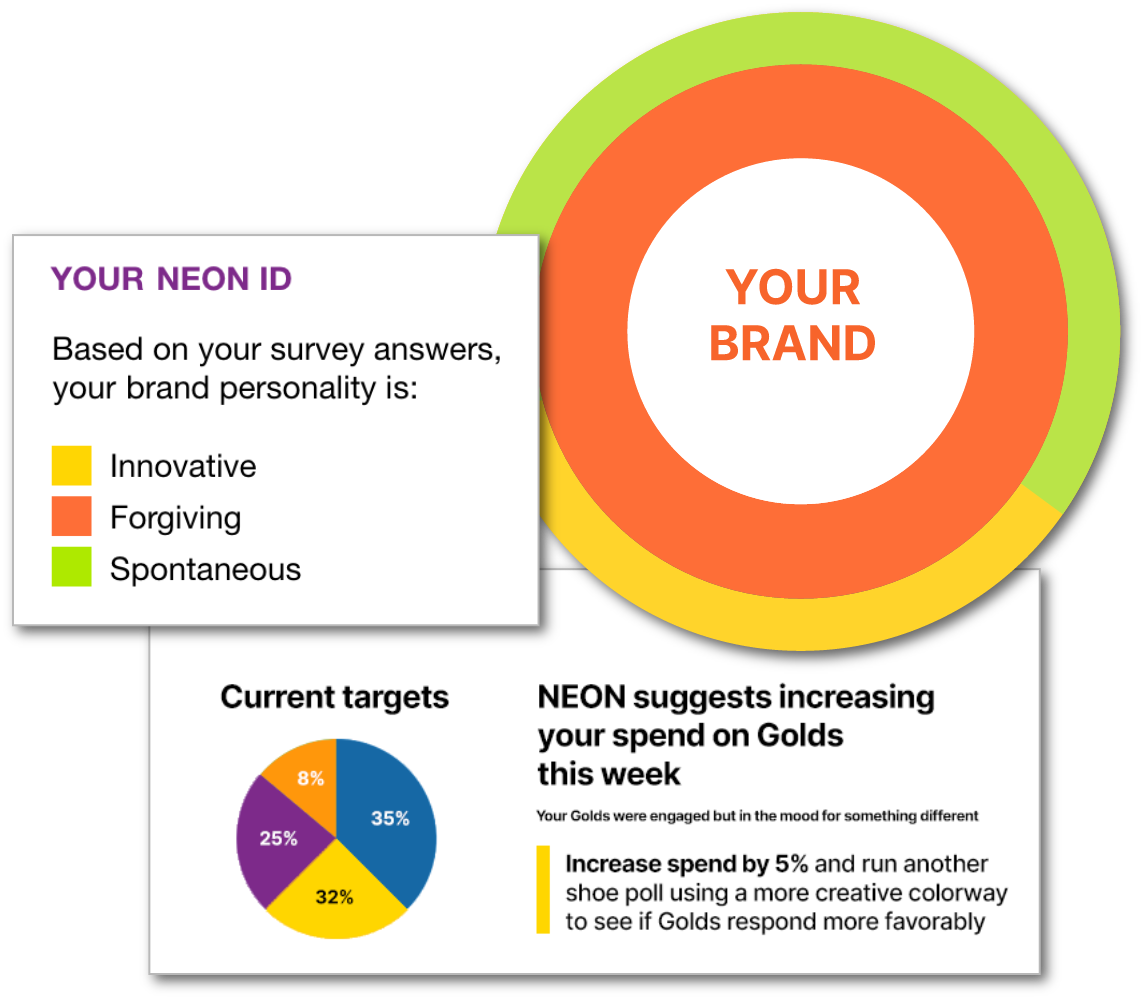 YOUR
BRAND
YOUR NEON ID
Based on your survey answers,
your brand personality is:
Innovative
Forgiving
Spontaneous
Current targets
8%
35%
25%
32%
NEON suggests increasing
your spend on Golds
this week
Your Golds were engaged but in the mood for something different
Increase spend by 5% and run another
shoe poll using a more creative colorway
to see if Golds respond more favorably